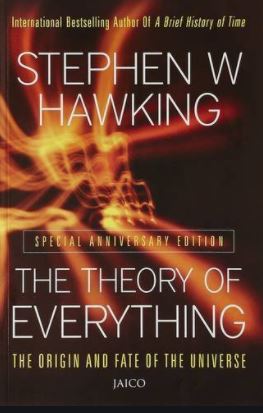 International Bestselling Author Of A Brief History of Time
STEPHEN W
HAWKING
SPECIAL ANNIVERSARY EDITION
THE THEORY OF
EVERYTHING
THE ORIGIN AND FATE OF THE UNIVERSE
JAICO